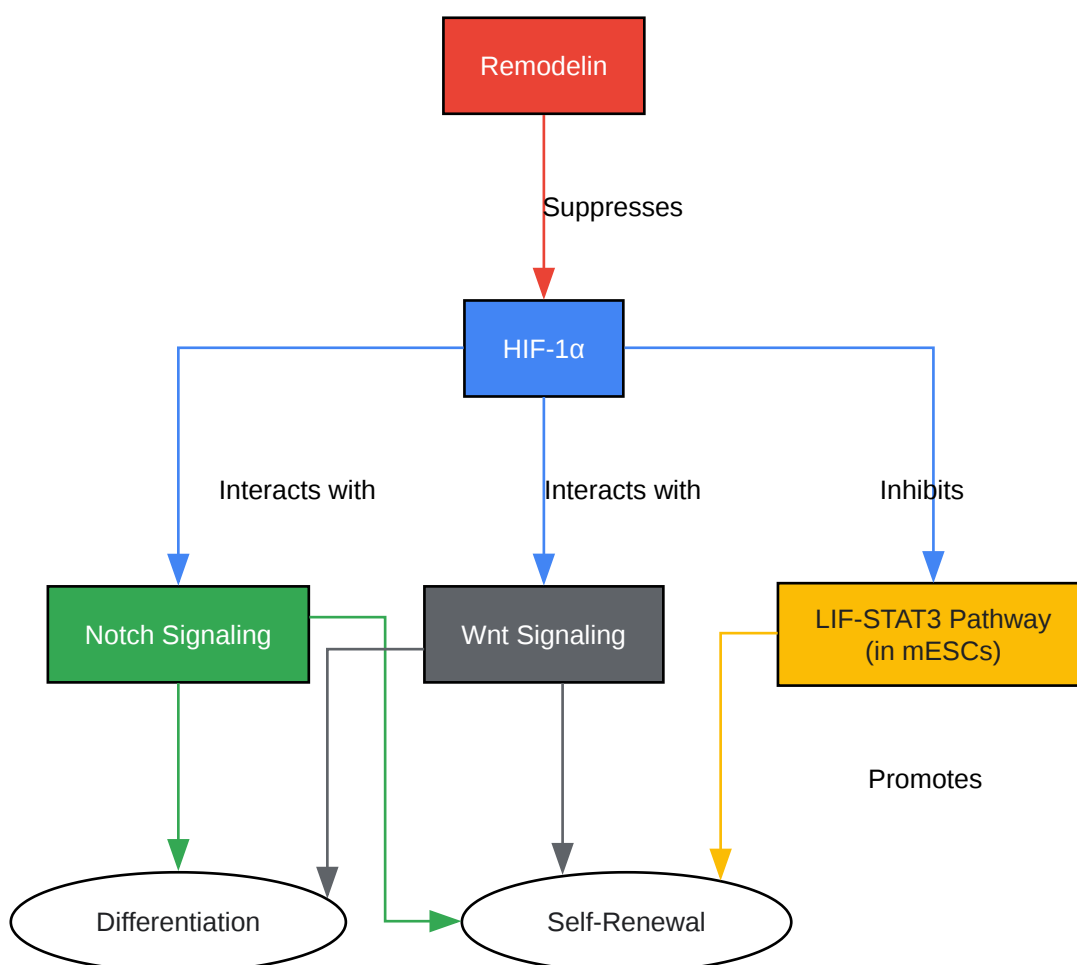 Remodelin
Suppresses
HIF-1α
Interacts with
Interacts with
Inhibits
Notch Signaling
Wnt Signaling
LIF-STAT3 Pathway
(in mESCs)
Promotes
Differentiation
Self-Renewal